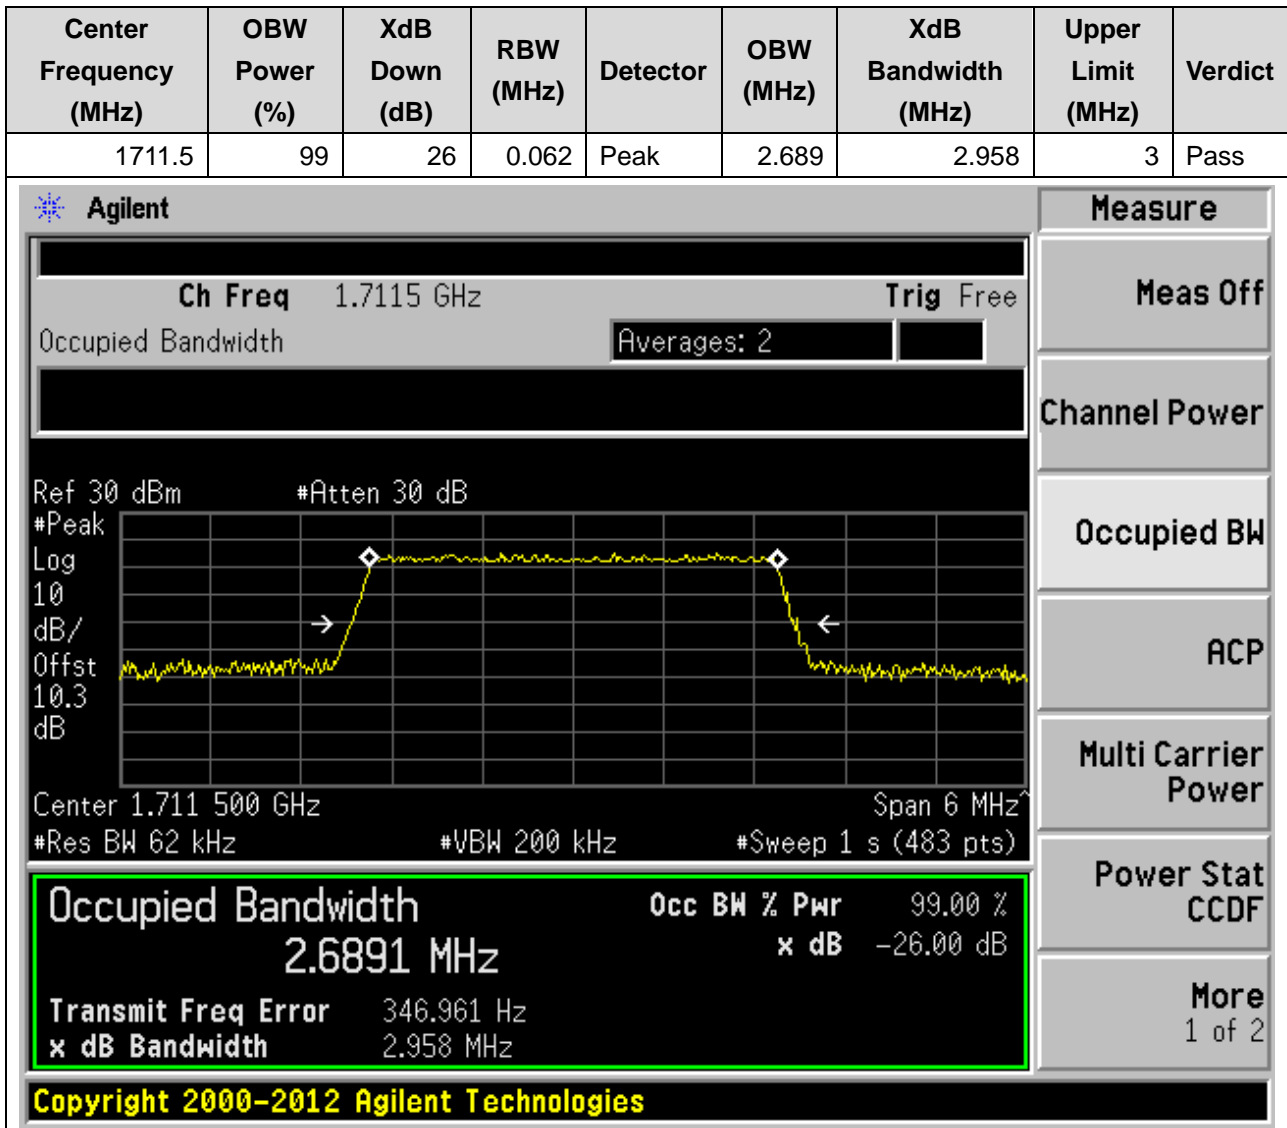 Center Frequency (MHz) OBW Power (%) XdB Down (dB) RBW (MHz) Detector OBW (MHz) XdB Bandwidth (MHz) Upper Limit (MHz) Verdict
1711.5 99 26 0.062 Peak 2.689 2.958 3 Pass
Agilent
Measure
Ch Freq 1.7115 GHz Trig Free
Meas Off
Occupied Bandwidth Averages: 2
Channel Power
Ref 30 dBm #Atten 30 dB
#Peak
Log
10
dB/
Offst
10.3
dB
Occupied BW
ACP
Multi Carrier
Power
Center 1.711 500 GHz Span 6 MHz^
#Res BW 62 kHz #VBW 200 kHz #Sweep 1 s (483 pts)
Power Stat
CCDF
Occupied Bandwidth Occ BW % Pwr 99.00 %
2.6891 MHz x dB -26.00 dB
Transmit Freq Error 346.961 Hz
x dB Bandwidth 2.958 MHz
More
1 of 2
Copyright 2000-2012 Agilent Technologies